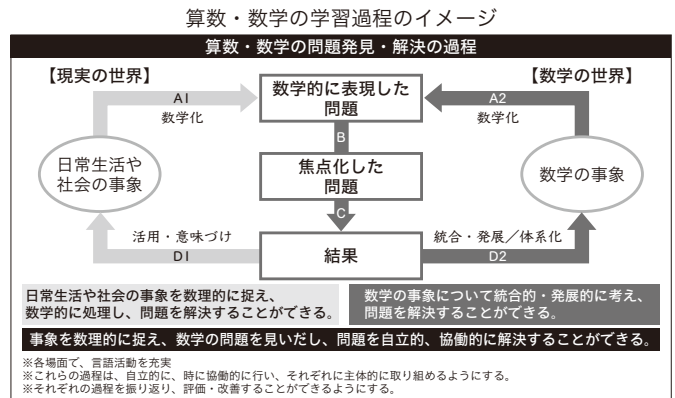 算数・数学の学習過程のイメージ
算数・数学の問題発見・解決の過程
【現実の世界】
【数学の世界】
数学的に表現した
問題
A1
数学化
A2
数学化
B
日常生活や
社会の事象
焦点化した
問題
数学の事象
C
活用・意味づけ
D1
結果
統合・発展／体系化
D2
日常生活や社会の事象を数理的に捉え、
数学的に処理し、問題を解決することができる。
数学の事象について統合的・発展的に考え、
問題を解決することができる。
事象を数理的に捉え、数学の問題を見いだし、問題を自立的、協働的に解決することができる。
※各場面で、言語活動を充実
※これらの過程は、自立的に、時に協働的に行い、それぞれに主体的に取り組めるようにする。
※それぞれの過程を振り返り、評価・改善することができるようにする。